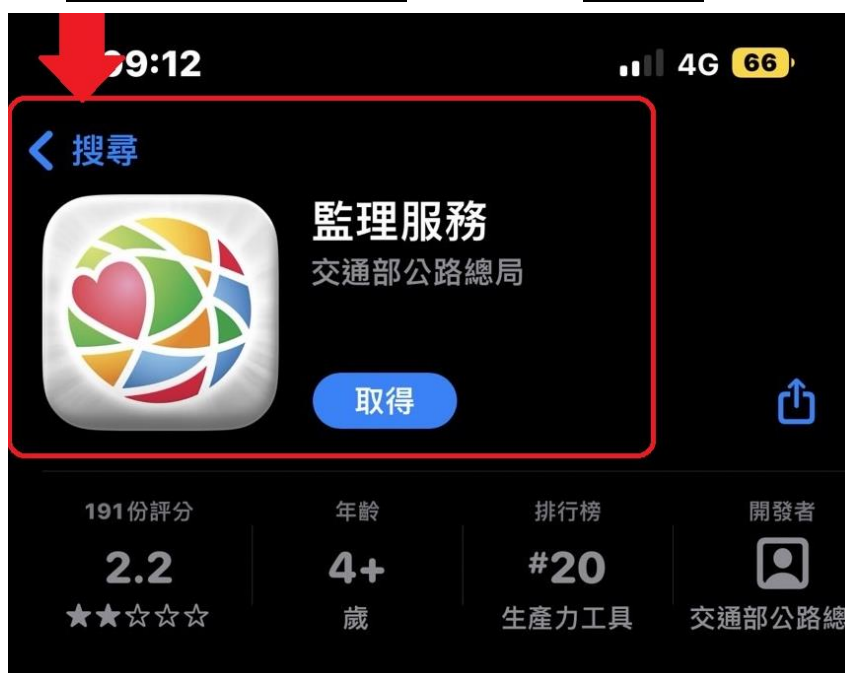 09:12
4G 66
搜尋
監理服務
交通部公路總局
取得
191份評分
年齡
排行榜
開發者
2.2
4+
#20
★★☆☆☆
歲
生產力工具
交通部公路總